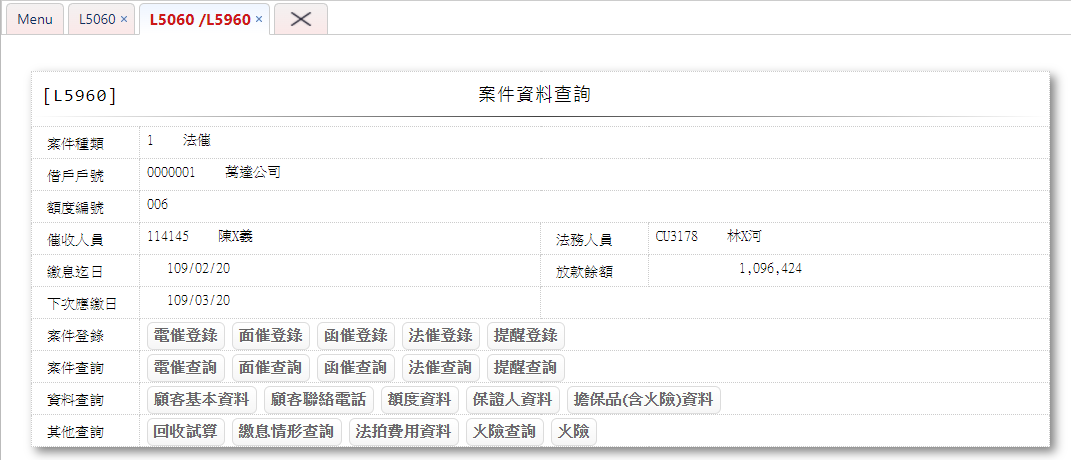 Menu L5060 × L5060 /L5960 ×
[L5960] 案件資料查詢
案件種類 1 法催
借戶戶號 0000001 萬達公司
額度編號 006
催收人員 114145 陳X義 法務人員 CU3178 林X河
繳息迄日 109/02/20 放款餘額 1,096,424
下次應繳日 109/03/20
案件登錄 電催登錄 面催登錄 函催登錄 法催登錄 提醒登錄
案件查詢 電催查詢 面催查詢 函催查詢 法催查詢 提醒查詢
資料查詢 顧客基本資料 顧客聯絡電話 額度資料 保證人資料 擔保品(含火險)資料
其他查詢 回收試算 繳息情形查詢 法拍費用資料 火險查詢 火險